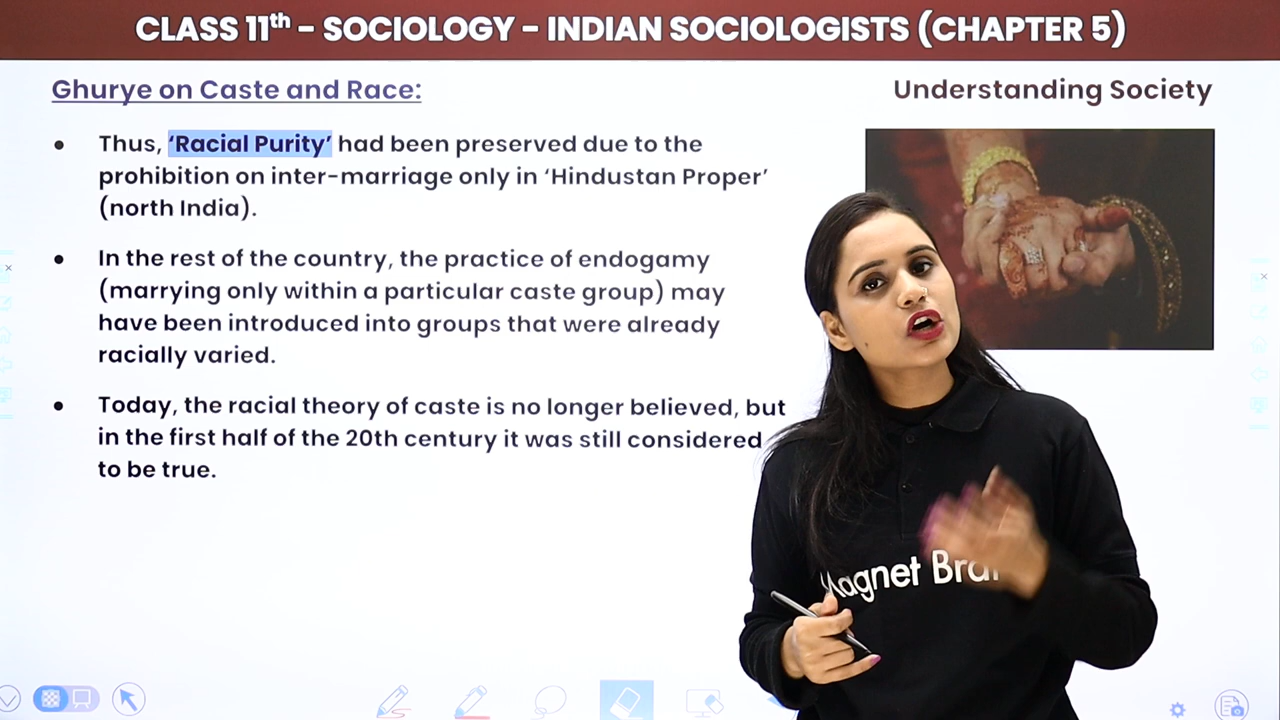 CLASS 11th – SOCIOLOGY – INDIAN SOCIOLOGISTS (CHAPTER 5)
Ghurye on Caste and Race:
Understanding Society
• Thus, ‘Racial Purity’ had been preserved due to the
prohibition on inter-marriage only in ‘Hindustan Proper’
(north India).
• In the rest of the country, the practice of endogamy
(marrying only within a particular caste group) may
have been introduced into groups that were already
racially varied.
• Today, the racial theory of caste is no longer believed, but
in the first half of the 20th century it was still considered
to be true.
Magnet